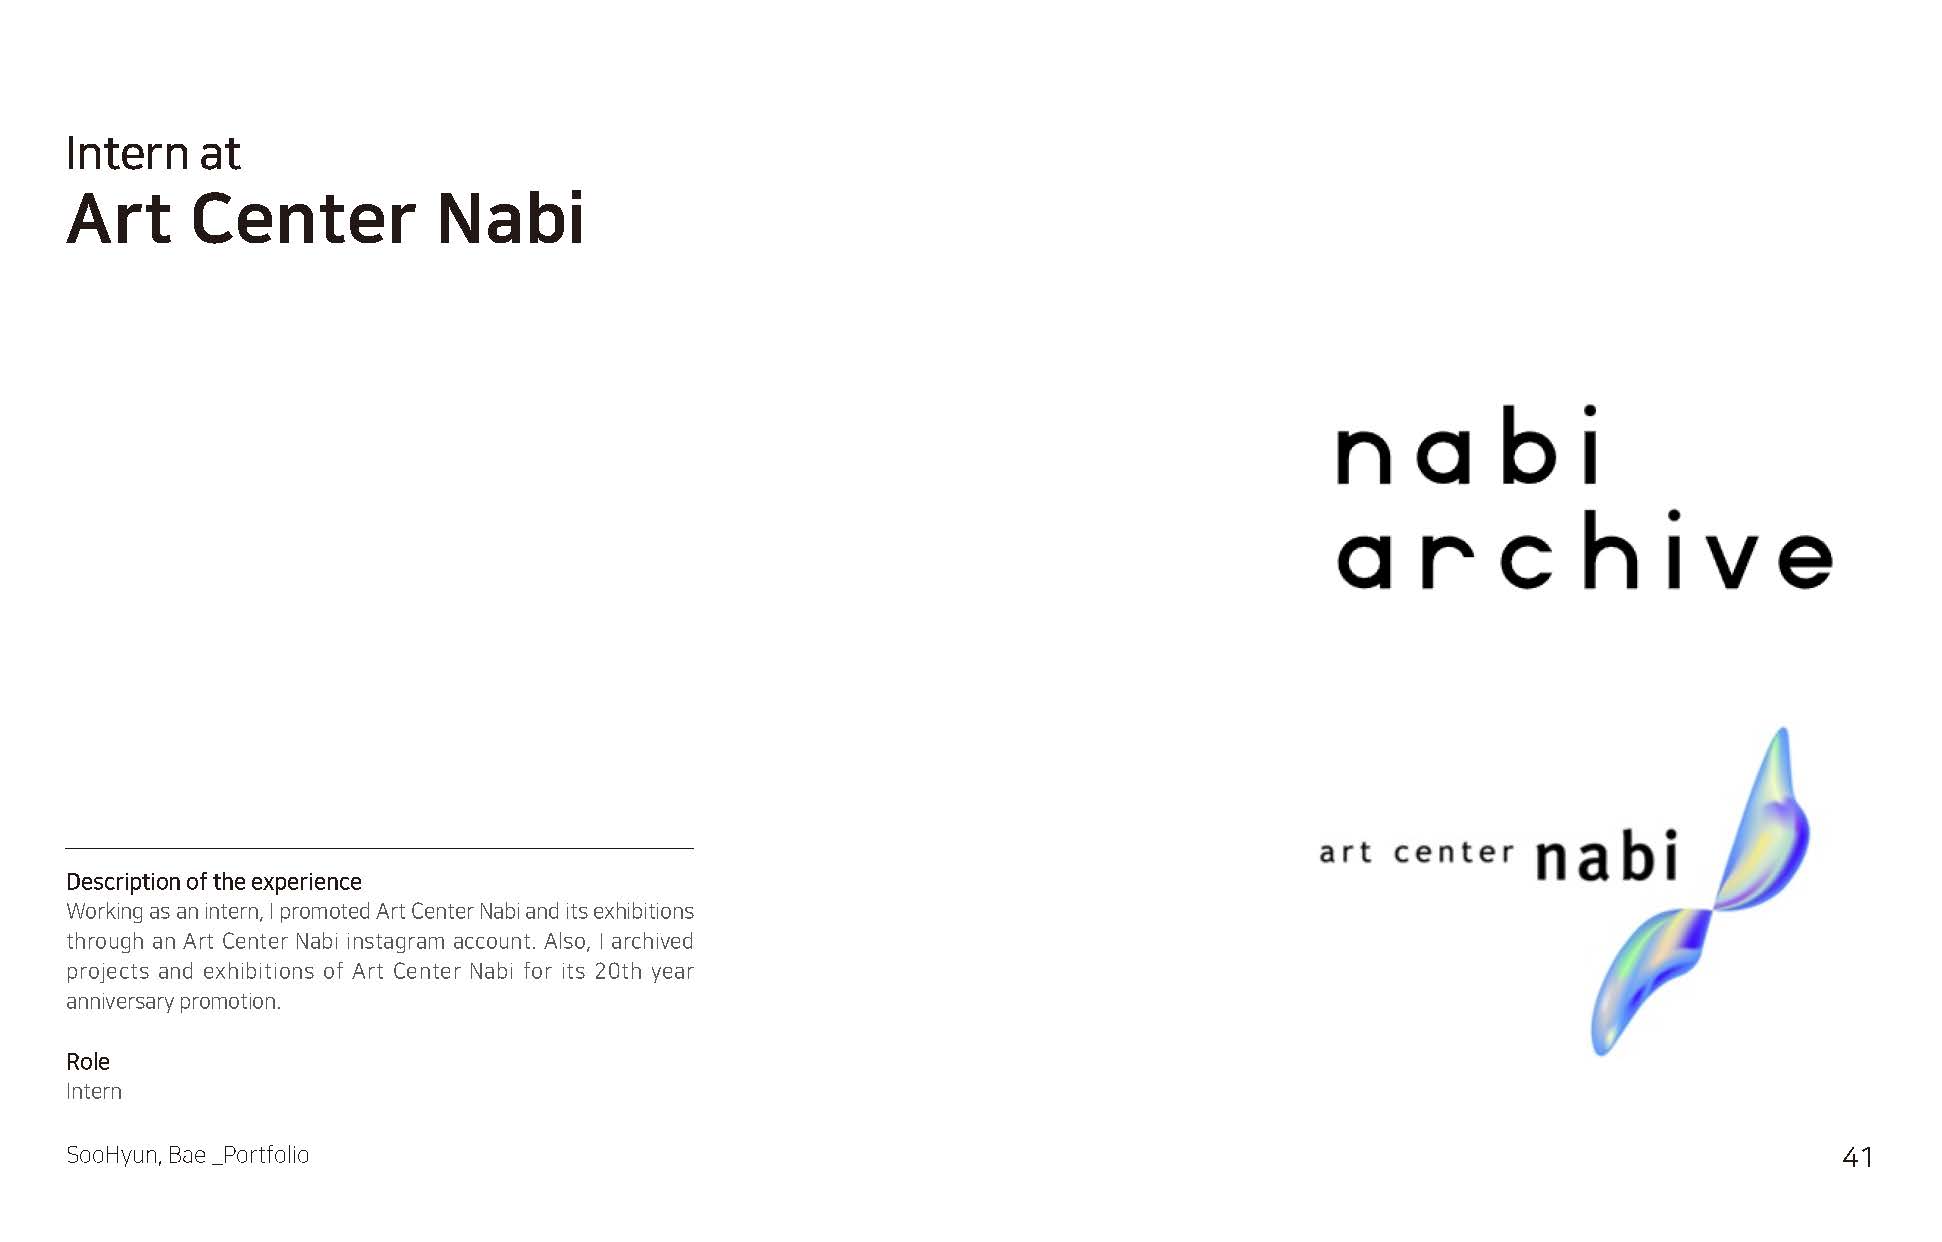 Intern at
Art Center Nabi
nabi
archive
art center nabi
Description of the experience
Working as an intern, I promoted Art Center Nabi and its exhibitions
through an Art Center Nabi instagram account. Also, I archived
projects and exhibitions of Art Center Nabi for its 20th year
anniversary promotion.
Role
Intern
SooHyun, Bae _Portfolio
41